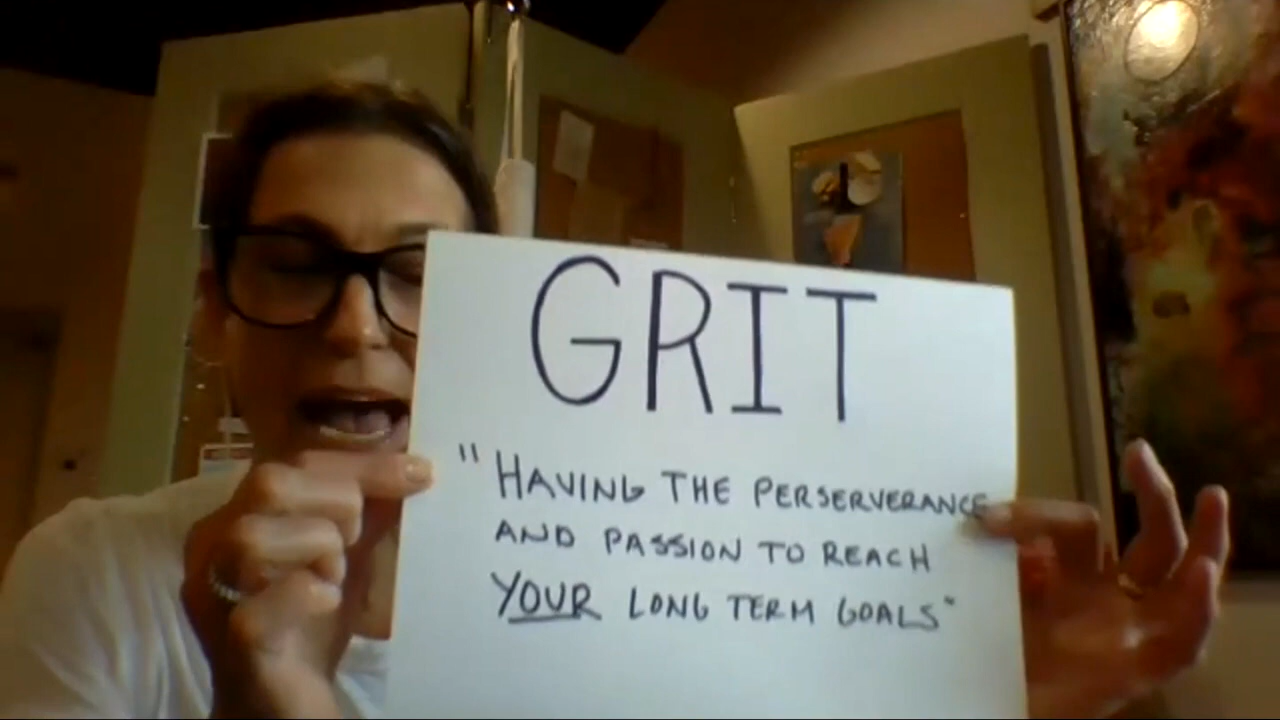 GRIT
"HAVING THE PERSERVERANCE
AND PASSION TO REACH
YOUR LONG TERM GOALS"